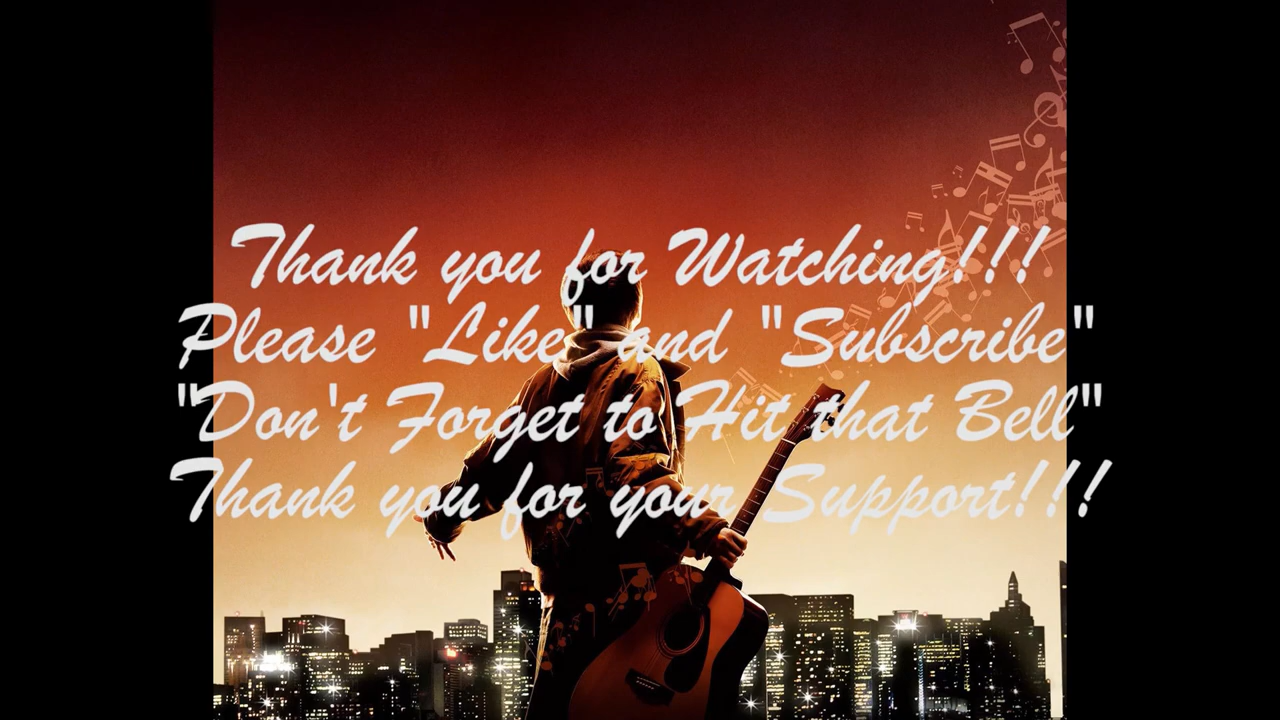 Thank you for Watching!!!
Please "Like" and "Subscribe"
"Don't Forget to Hit that Bell"
Thank you for your Support!!!